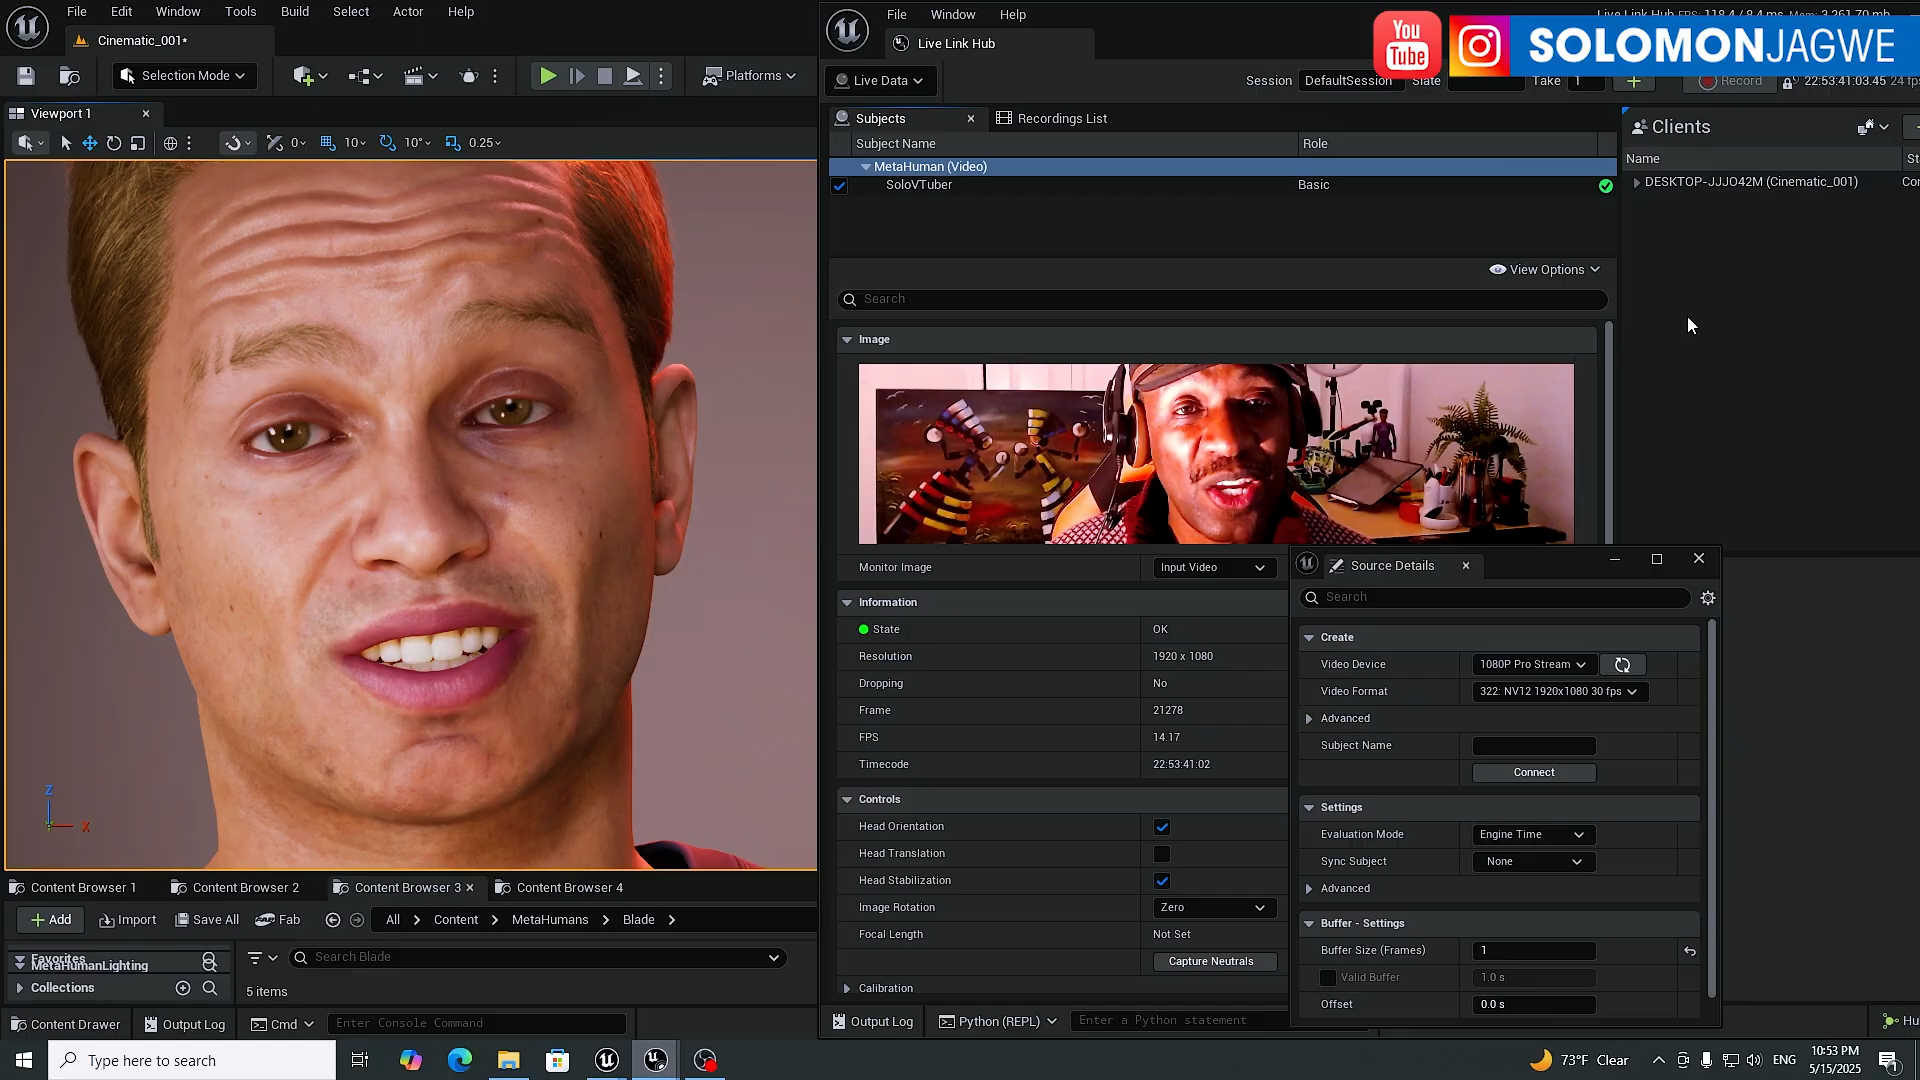 File Edit Window Tools Build Select Actor Help
Cinematic_001*
Selection Mode
Platforms
Viewport 1
0 10 10° 0.25
Content Browser 1 Content Browser 2 Content Browser 3 Content Browser 4
Add Import Save All Fab All Content MetaHumans Blade
Favorites
MetaHumanLighting
Search Blade
Collections
5 items
Content Drawer Output Log Cmd Enter Console Command
File Window Help
Live Link Hub
You
Tube
SOLOMONJAGWE
Live Data
Session DefaultSession Slate Take 1 Record 22:53:41:03.45 24 fp
Subjects Recordings List
Subject Name Role
MetaHuman (Video)
SoloVTuber Basic
View Options
Search
Image
Monitor Image Input Video
Information
State OK
Resolution 1920 x 1080
Dropping No
Frame 21278
FPS 14.17
Timecode 22:53:41:02
Controls
Head Orientation
Head Translation
Head Stabilization
Image Rotation Zero
Focal Length Not Set
Capture Neutrals
Calibration
Output Log Python (REPL) Enter a Python statement
Clients
Name St
DESKTOP-JJJO42M (Cinematic_001) Co
Source Details
Search
Create
Video Device 1080P Pro Stream
Video Format 322: NV12 1920x1080 30 fps
Advanced
Subject Name
Connect
Settings
Evaluation Mode Engine Time
Sync Subject None
Advanced
Buffer - Settings
Buffer Size (Frames) 1
Valid Buffer 1.0 s
Offset 0.0 s
Hu
Type here to search
73°F Clear
ENG
10:53 PM
5/15/2025
1